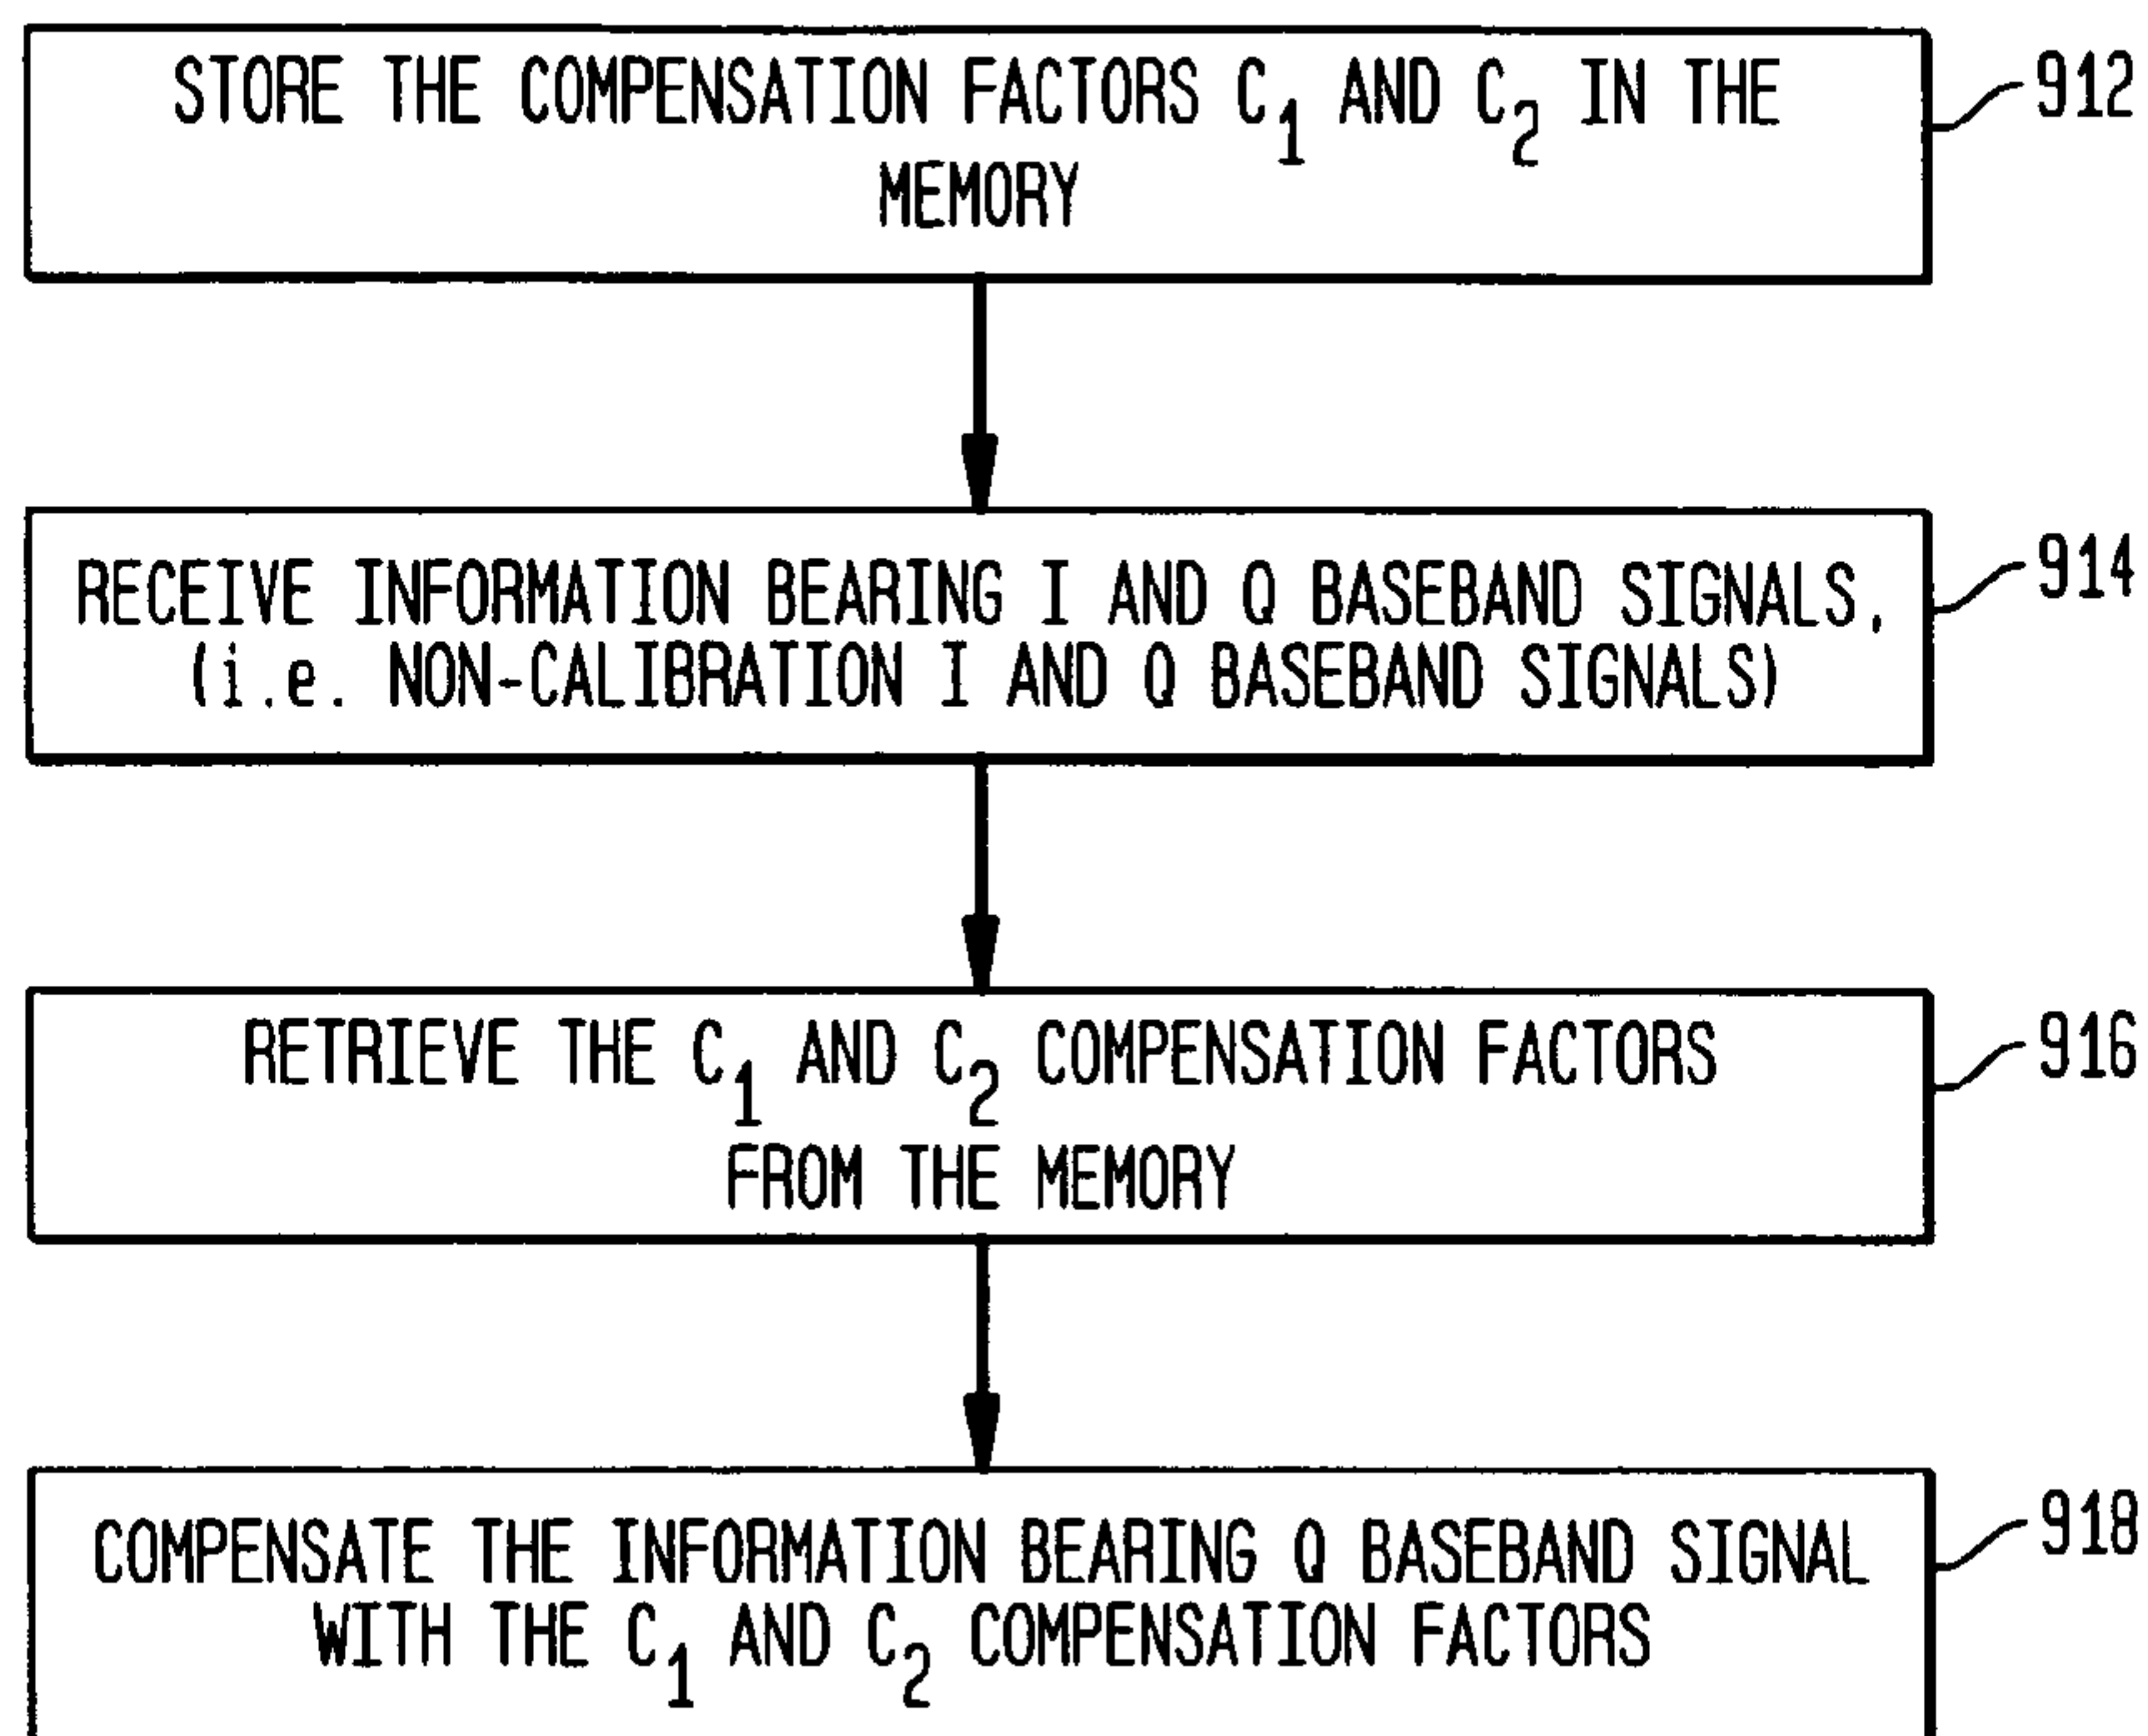 STORE THE COMPENSATION FACTORS C₁ AND C₂ IN THE
MEMORY
912
RECEIVE INFORMATION BEARING I AND Q BASEBAND SIGNALS,
(i.e. NON-CALIBRATION I AND Q BASEBAND SIGNALS)
914
RETRIEVE THE C₁ AND C₂ COMPENSATION FACTORS
FROM THE MEMORY
916
COMPENSATE THE INFORMATION BEARING Q BASEBAND SIGNAL
WITH THE C₁ AND C₂ COMPENSATION FACTORS
918